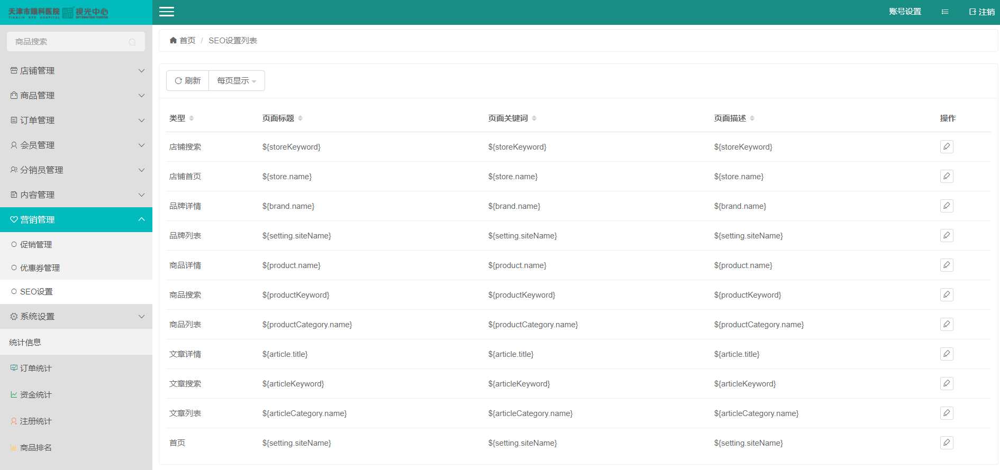 天津市眼科医院 视光中心
TIANJIN EYE HOSPITAL OPTOMETRIC CENTER
账号设置
注销
商品搜索
首页 / SEO设置列表
店铺管理
商品管理
订单管理
会员管理
分销员管理
内容管理
营销管理
促销管理
优惠券管理
SEO设置
系统设置
统计信息
订单统计
资金统计
注册统计
商品排名
刷新 每页显示
类型 页面标题 页面关键词 页面描述 操作
店铺搜索 ${storeKeyword} ${storeKeyword} ${storeKeyword}
店铺首页 ${store.name} ${store.name} ${store.name}
品牌详情 ${brand.name} ${brand.name} ${brand.name}
品牌列表 ${setting.siteName} ${setting.siteName} ${setting.siteName}
商品详情 ${product.name} ${product.name} ${product.name}
商品搜索 ${productKeyword} ${productKeyword} ${productKeyword}
商品列表 ${productCategory.name} ${productCategory.name} ${productCategory.name}
文章详情 ${article.title} ${article.title} ${article.title}
文章搜索 ${articleKeyword} ${articleKeyword} ${articleKeyword}
文章列表 ${articleCategory.name} ${articleCategory.name} ${articleCategory.name}
首页 ${setting.siteName} ${setting.siteName} ${setting.siteName}